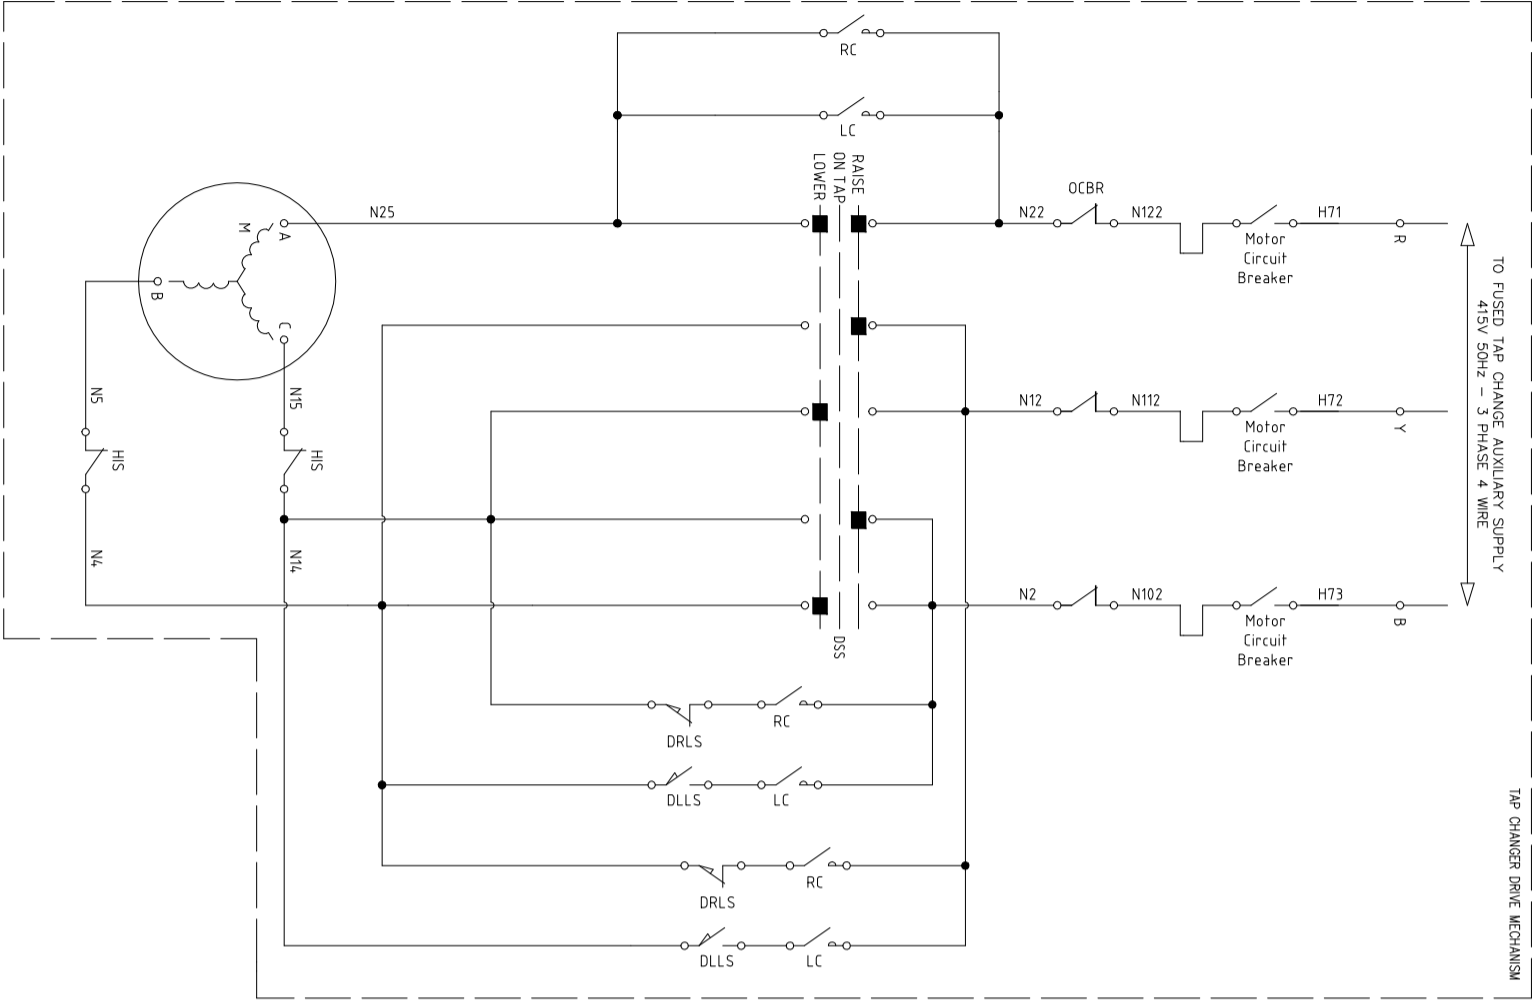 RC
LC
RAISE
ON TAP
LOWER
OCBR
N25
N22
N122
H71
R
Motor
Circuit
Breaker
TO FUSED TAP CHANGE AUXILIARY SUPPLY
415V 50Hz - 3 PHASE 4 WIRE
A
M
B
C
N5
N15
HIS
HIS
N12
N112
H72
Y
Motor
Circuit
Breaker
N4
N14
N2
N102
H73
B
Motor
Circuit
Breaker
DSS
DRLS
RC
DLLS
LC
DRLS
RC
DLLS
LC
TAP CHANGER DRIVE MECHANISM